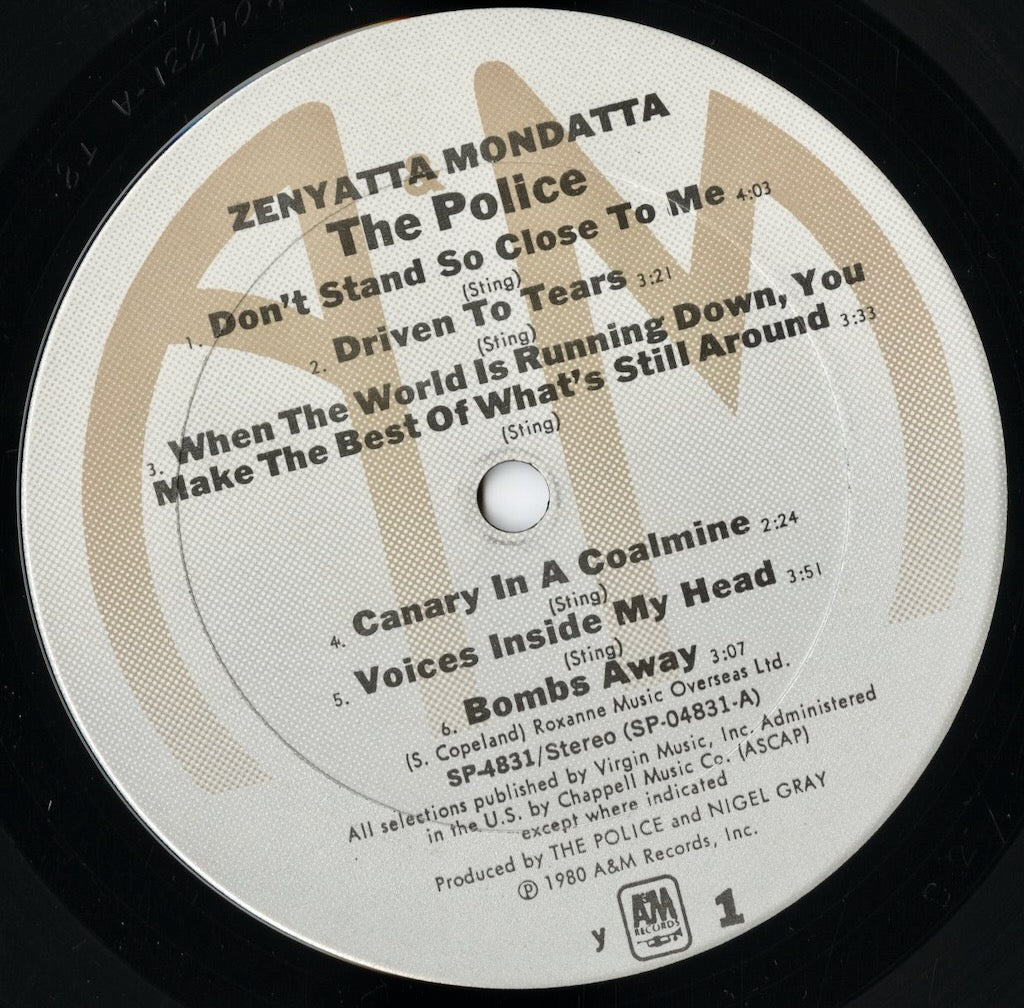 ZENYATTA MONDATTA
The Police
1. Don't Stand So Close To Me 4:03
(Sting)
2. Driven To Tears 3:21
(Sting)
3. When The World Is Running Down, You
Make The Best Of What's Still Around 3:33
(Sting)
4. Canary In A Coalmine 2:24
(Sting)
5. Voices Inside My Head 3:51
(Sting)
6. Bombs Away 3:07
(S. Copeland) Roxanne Music Overseas Ltd.
SP-4831/Stereo (SP-04831-A)
All selections published by Virgin Music, Inc. Administered
in the U.S. by Chappell Music Co. (ASCAP)
except where indicated
Produced by THE POLICE and NIGEL GRAY
℗ 1980 A&M Records, Inc.
y A&M RECORDS 1